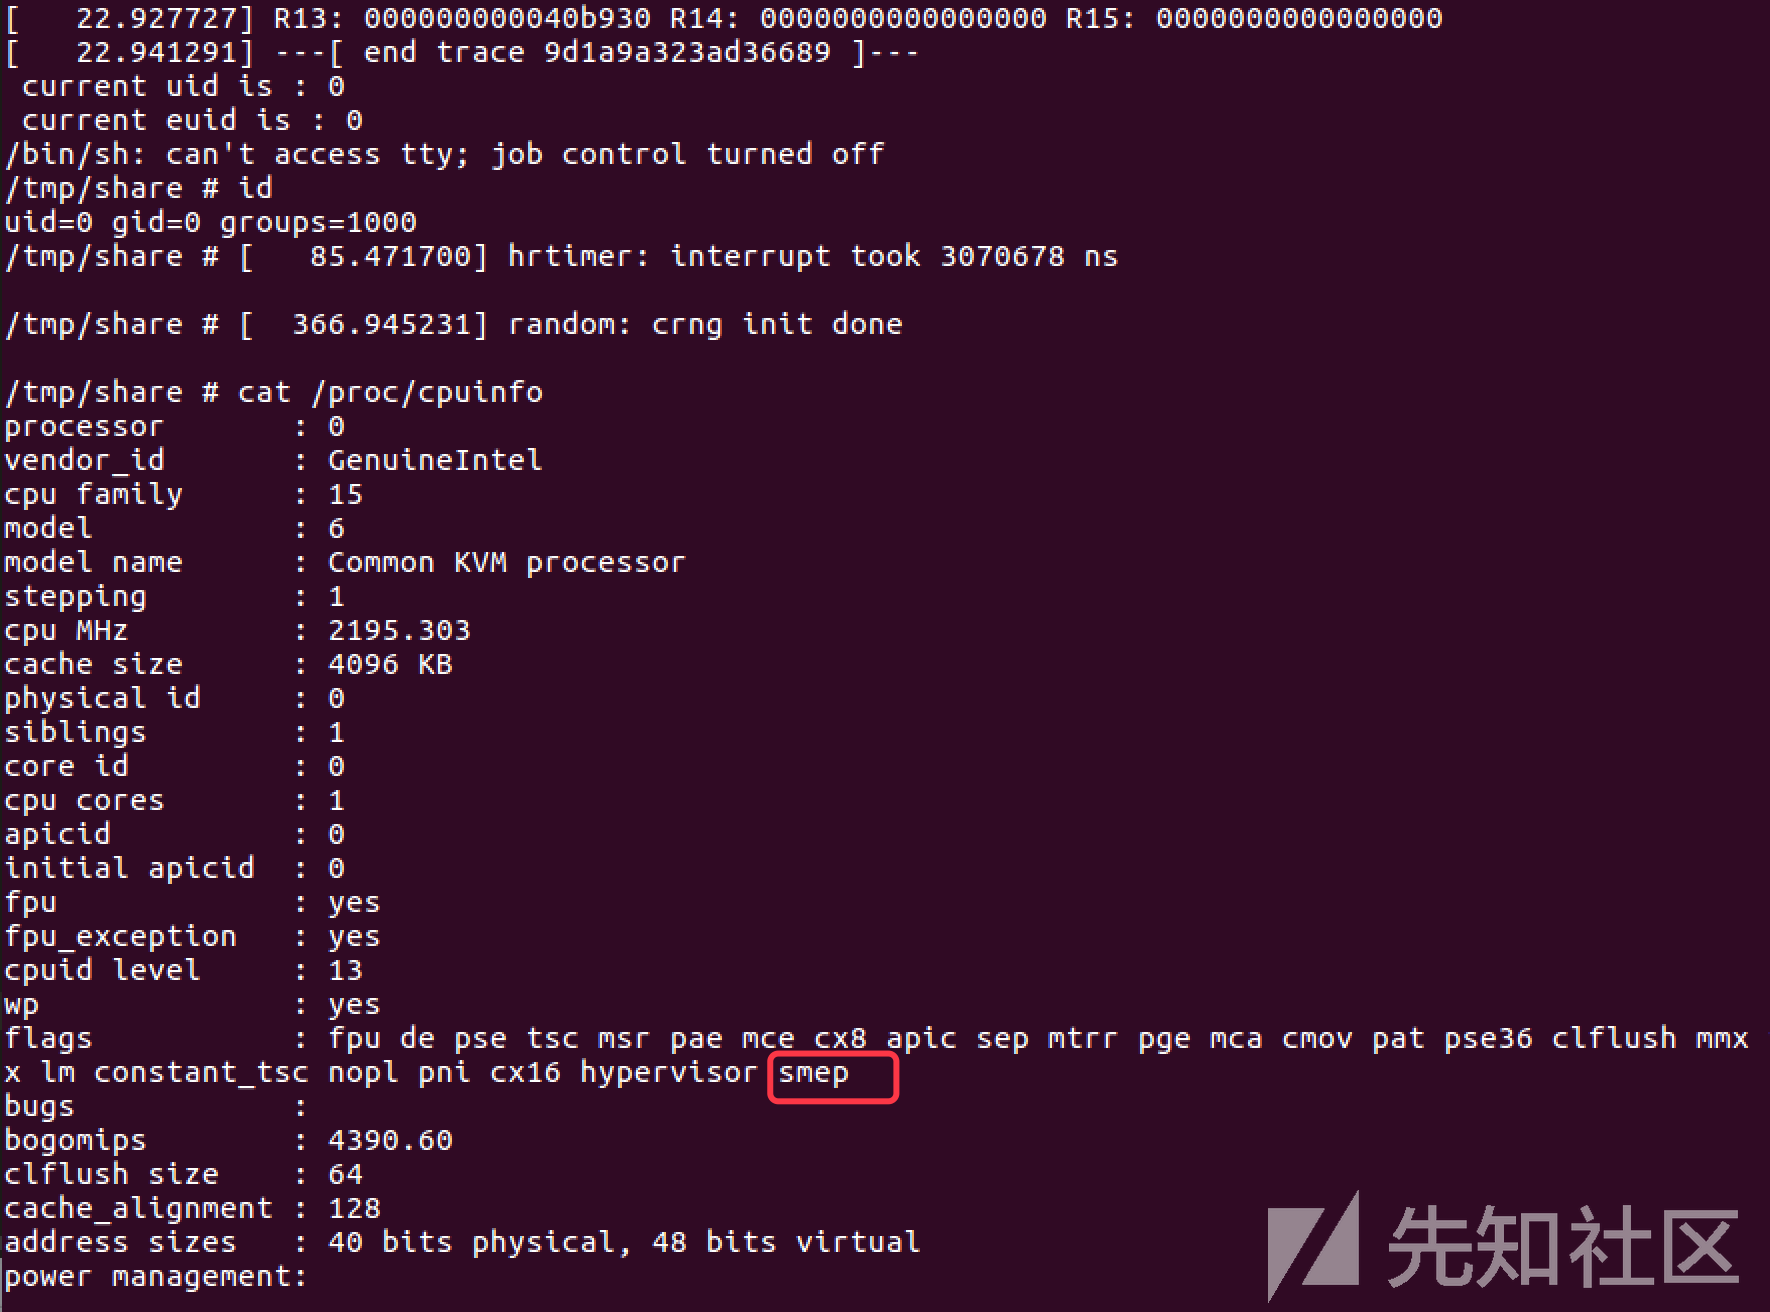 [   22.927727] R13: 000000000040b930 R14: 0000000000000000 R15: 0000000000000000
[   22.941291] ---[ end trace 9d1a9a323ad36689 ]---
 current uid is : 0
 current euid is : 0
/bin/sh: can't access tty; job control turned off
/tmp/share # id
uid=0 gid=0 groups=1000
/tmp/share # [   85.471700] hrtimer: interrupt took 3070678 ns
/tmp/share # [  366.945231] random: crng init done
/tmp/share # cat /proc/cpuinfo
processor       : 0
vendor_id       : GenuineIntel
cpu family      : 15
model           : 6
model name      : Common KVM processor
stepping        : 1
cpu MHz         : 2195.303
cache size      : 4096 KB
physical id     : 0
siblings        : 1
core id         : 0
cpu cores       : 1
apicid          : 0
initial apicid  : 0
fpu             : yes
fpu_exception   : yes
cpuid level     : 13
wp              : yes
flags           : fpu de pse tsc msr pae mce cx8 apic sep mtrr pge mca cmov pat pse36 clflush mmx
x lm constant_tsc nopl pni cx16 hypervisor smep
bugs            :
bogomips        : 4390.60
clflush size    : 64
cache_alignment : 128
address sizes   : 40 bits physical, 48 bits virtual
power management:
先知社区